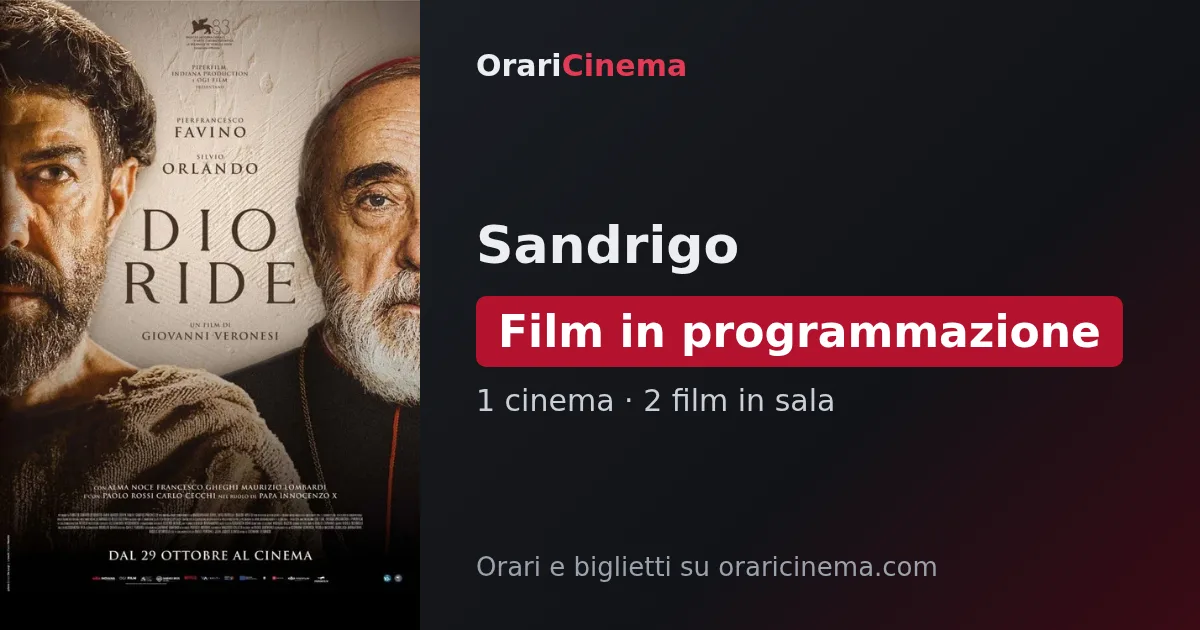 83
PIPERFILM
INDIANA PRODUCTION
E OGI FILM
PRESENTANO
PIERFRANCESCO
FAVINO
SILVIO
ORLANDO
DIO
RIDE
UN FILM DI
GIOVANNI VERONESI
CON ALMA NOCE FRANCESCO GHEGHI MAURIZIO LOMBARDI
E CON PAOLO ROSSI CARLO CECCHI NEL RUOLO DI PAPA INNOCENZO X
DAL 29 OTTOBRE AL CINEMA
OrariCinema
Sandrigo
Film in programmazione
1 cinema · 2 film in sala
Orari e biglietti su oraricinema.com